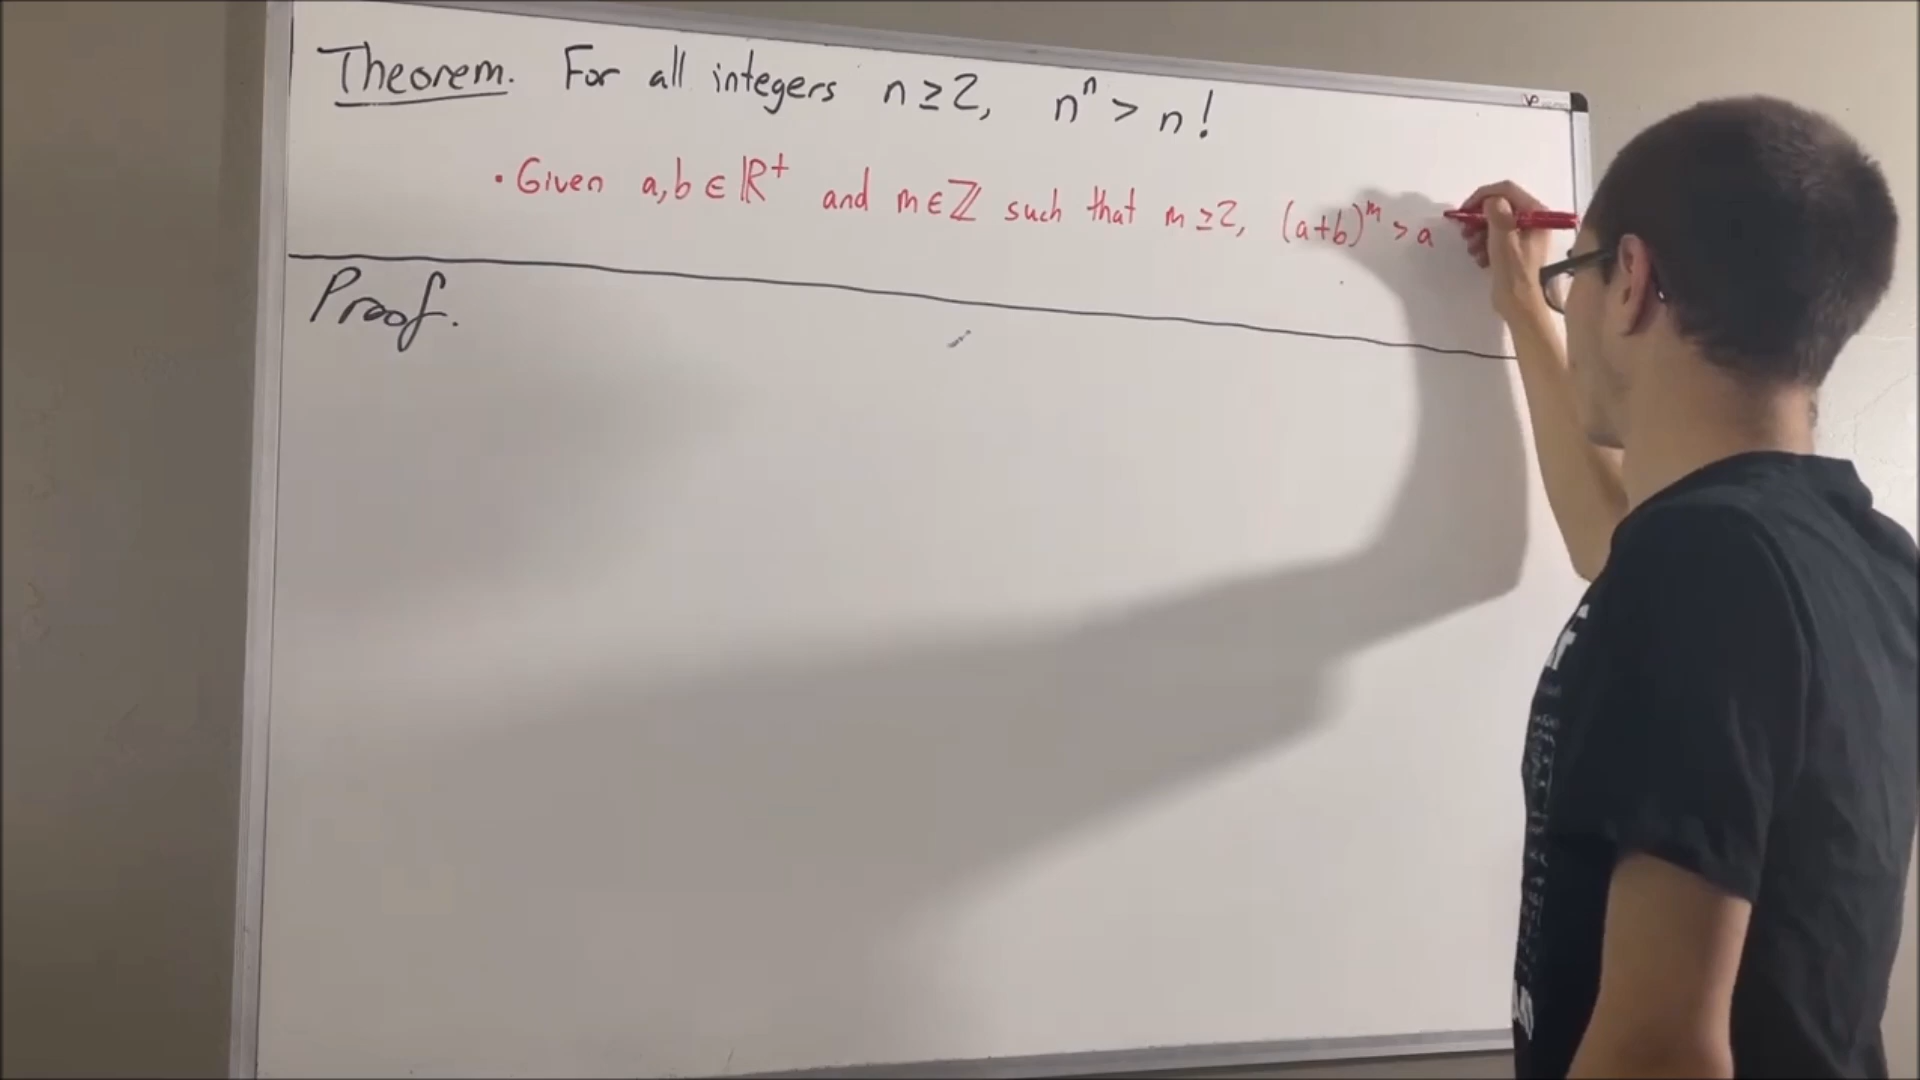 Theorem. For all integers n ≥ 2, nⁿ > n!
• Given a,b ∈ ℝ⁺ and m ∈ ℤ such that m ≥ 2, (a+b)ᵐ > a
Proof.